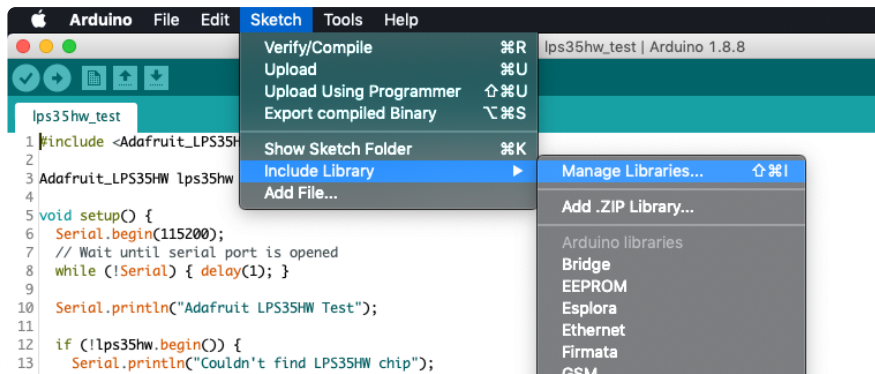 Arduino File Edit Sketch Tools Help
lps35hw_test | Arduino 1.8.8
Verify/Compile ⌘R
Upload ⌘U
Upload Using Programmer ⇧⌘U
Export compiled Binary ⌥⌘S
Show Sketch Folder ⌘K
Include Library ▶
Add File...
Manage Libraries... ⇧⌘I
Add .ZIP Library...
Arduino libraries
Bridge
EEPROM
Esplora
Ethernet
Firmata
GSM
lps35hw_test
1 #include <Adafruit_LPS35H
2
3 Adafruit_LPS35HW lps35hw
4
5 void setup() {
6 Serial.begin(115200);
7 // Wait until serial port is opened
8 while (!Serial) { delay(1); }
9
10 Serial.println("Adafruit LPS35HW Test");
11
12 if (!lps35hw.begin()) {
13 Serial.println("Couldn't find LPS35HW chip");